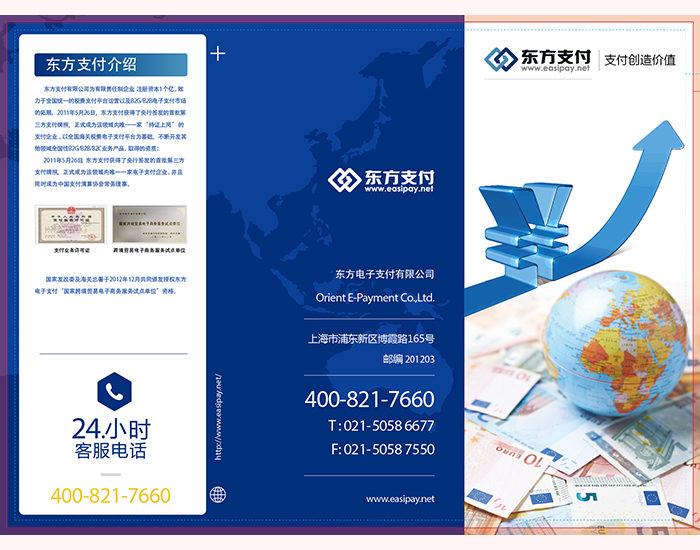 东方支付介绍
东方支付有限公司为有限责任制企业 注册资本1个亿, 致
力于全国统一的税费支付平台运营以及B2G/B2B电子支付市场
的拓展。2011年5月26日, 东方支付获得了央行签发的首批第
三方支付牌照, 正式成为该领域内唯一一家 “持证上岗” 的
支付企业, 以全国海关税费电子支付平台为基础, 不断开发其
他领域全国性B2G/B2B/B2C业务产品, 取得的资质:
2011年5月26日 东方支付获得了央行签发的首批第三方
支付牌照, 正式成为该领域内唯一一家电子支付企业, 并且
同时成为中国支付清算协会常务理事。
支付业务许可证
跨境贸易电子商务服务试点单位
国家发改委及海关总署于2012年12月共同颁发授权东方
电子支付“国家跨境贸易电子商务服务试点单位”资格。
24.小时
客服电话
400-821-7660
http://www.easipay.net/
东方支付
www.easipay.net
东方电子支付有限公司
Orient E-Payment Co.,Ltd.
上海市浦东新区博霞路165号
邮编 201203
400-821-7660
T : 021- 5058 6677
F: 021- 5058 7550
www.easipay.net
东方支付
www.easipay.net
支付创造价值
10 EURO
5